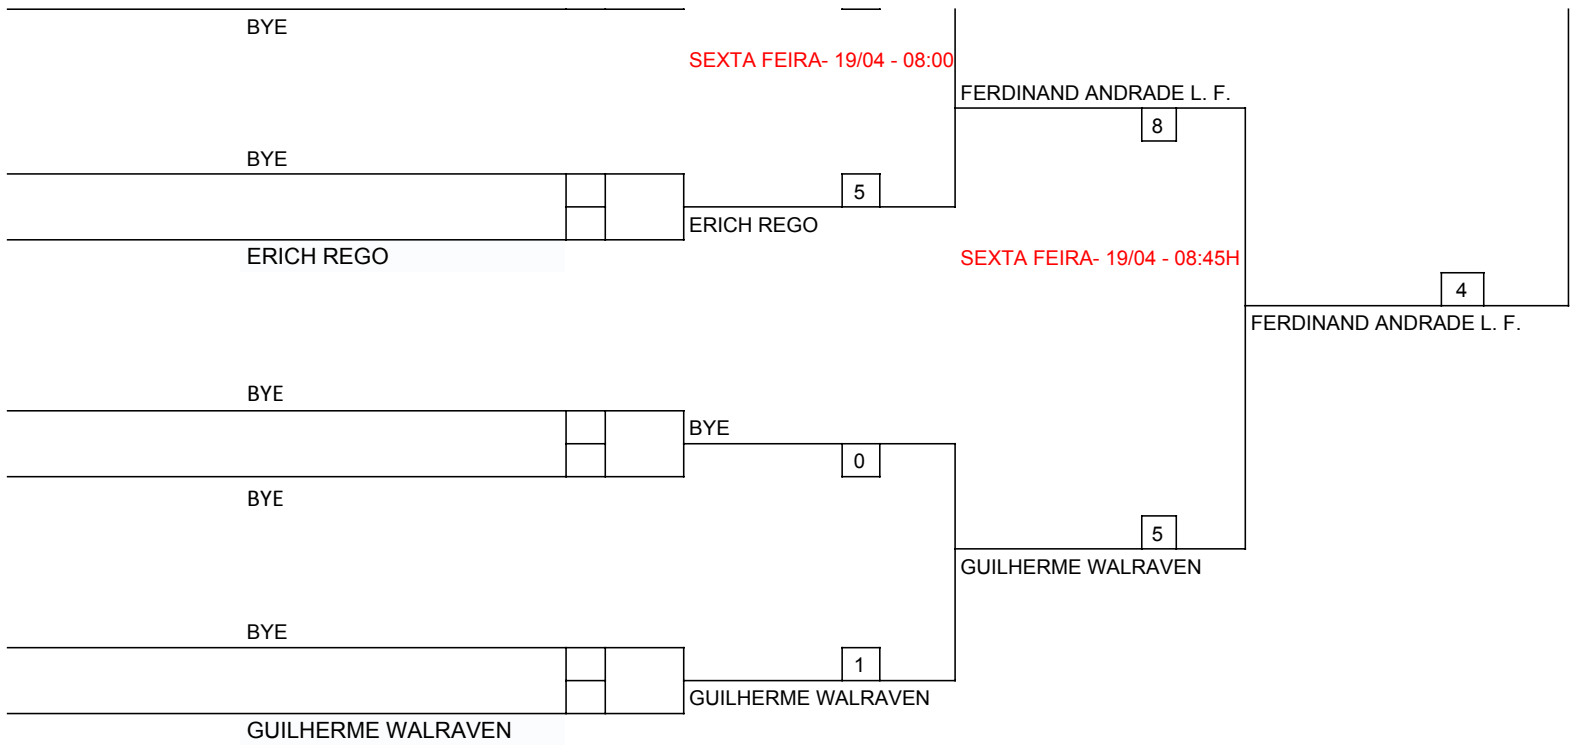 BYE
SEXTA FEIRA- 19/04 - 08:00
FERDINAND ANDRADE L. F.
8
BYE
5
ERICH REGO
ERICH REGO
SEXTA FEIRA- 19/04 - 08:45H
4
FERDINAND ANDRADE L. F.
BYE
BYE
0
BYE
5
GUILHERME WALRAVEN
BYE
1
GUILHERME WALRAVEN
GUILHERME WALRAVEN